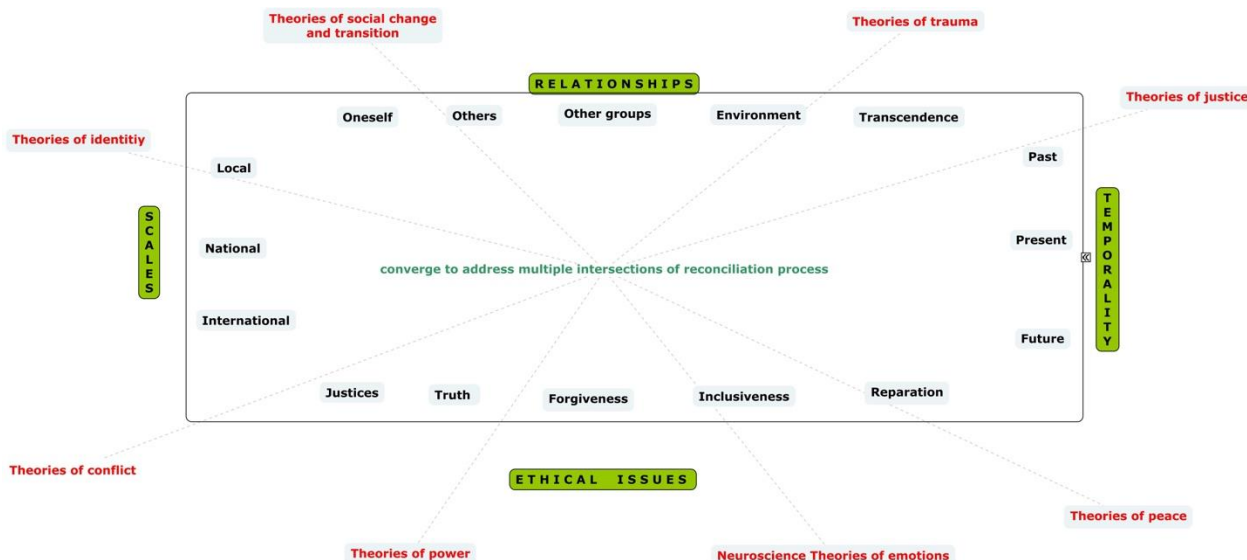 Theories of social change
and transition
Theories of trauma
RELATIONSHIPS
Theories of justice
Oneself
Others
Other groups
Environment
Transcendence
Theories of identitiy
Local
Past
SCALES
TEMPORALITY
National
Present
converge to address multiple intersections of reconciliation process
International
Future
Justices
Truth
Forgiveness
Inclusiveness
Reparation
Theories of conflict
ETHICAL ISSUES
Theories of peace
Theories of power
Neuroscience Theories of emotions